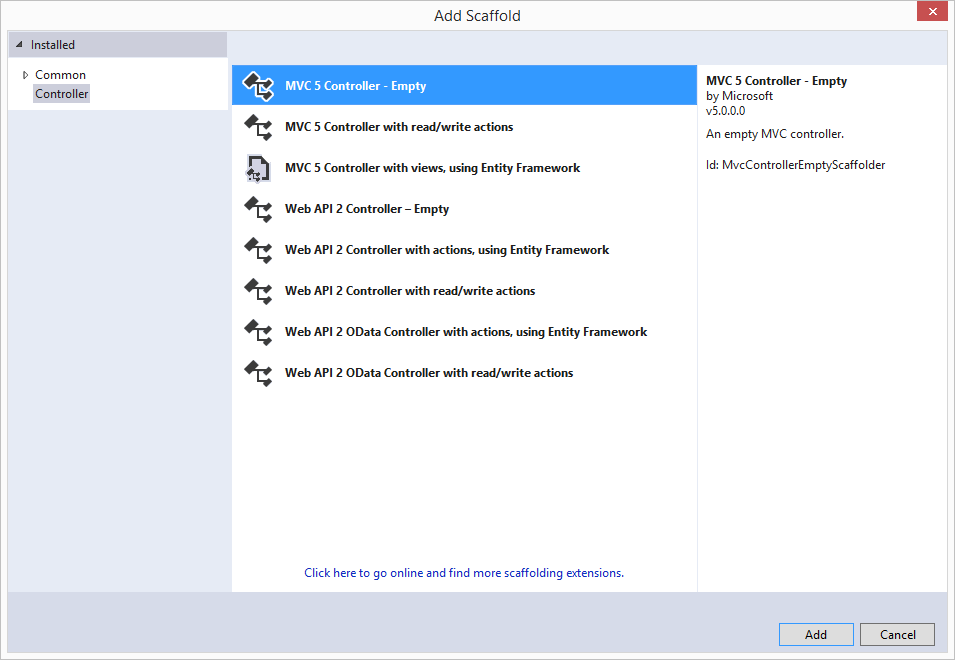 Add Scaffold
Installed
Common
Controller
MVC 5 Controller - Empty
MVC 5 Controller with read/write actions
MVC 5 Controller with views, using Entity Framework
Web API 2 Controller – Empty
Web API 2 Controller with actions, using Entity Framework
Web API 2 Controller with read/write actions
Web API 2 OData Controller with actions, using Entity Framework
Web API 2 OData Controller with read/write actions
Click here to go online and find more scaffolding extensions.
MVC 5 Controller - Empty
by Microsoft
v5.0.0.0
An empty MVC controller.
Id: MvcControllerEmptyScaffolder
Add
Cancel